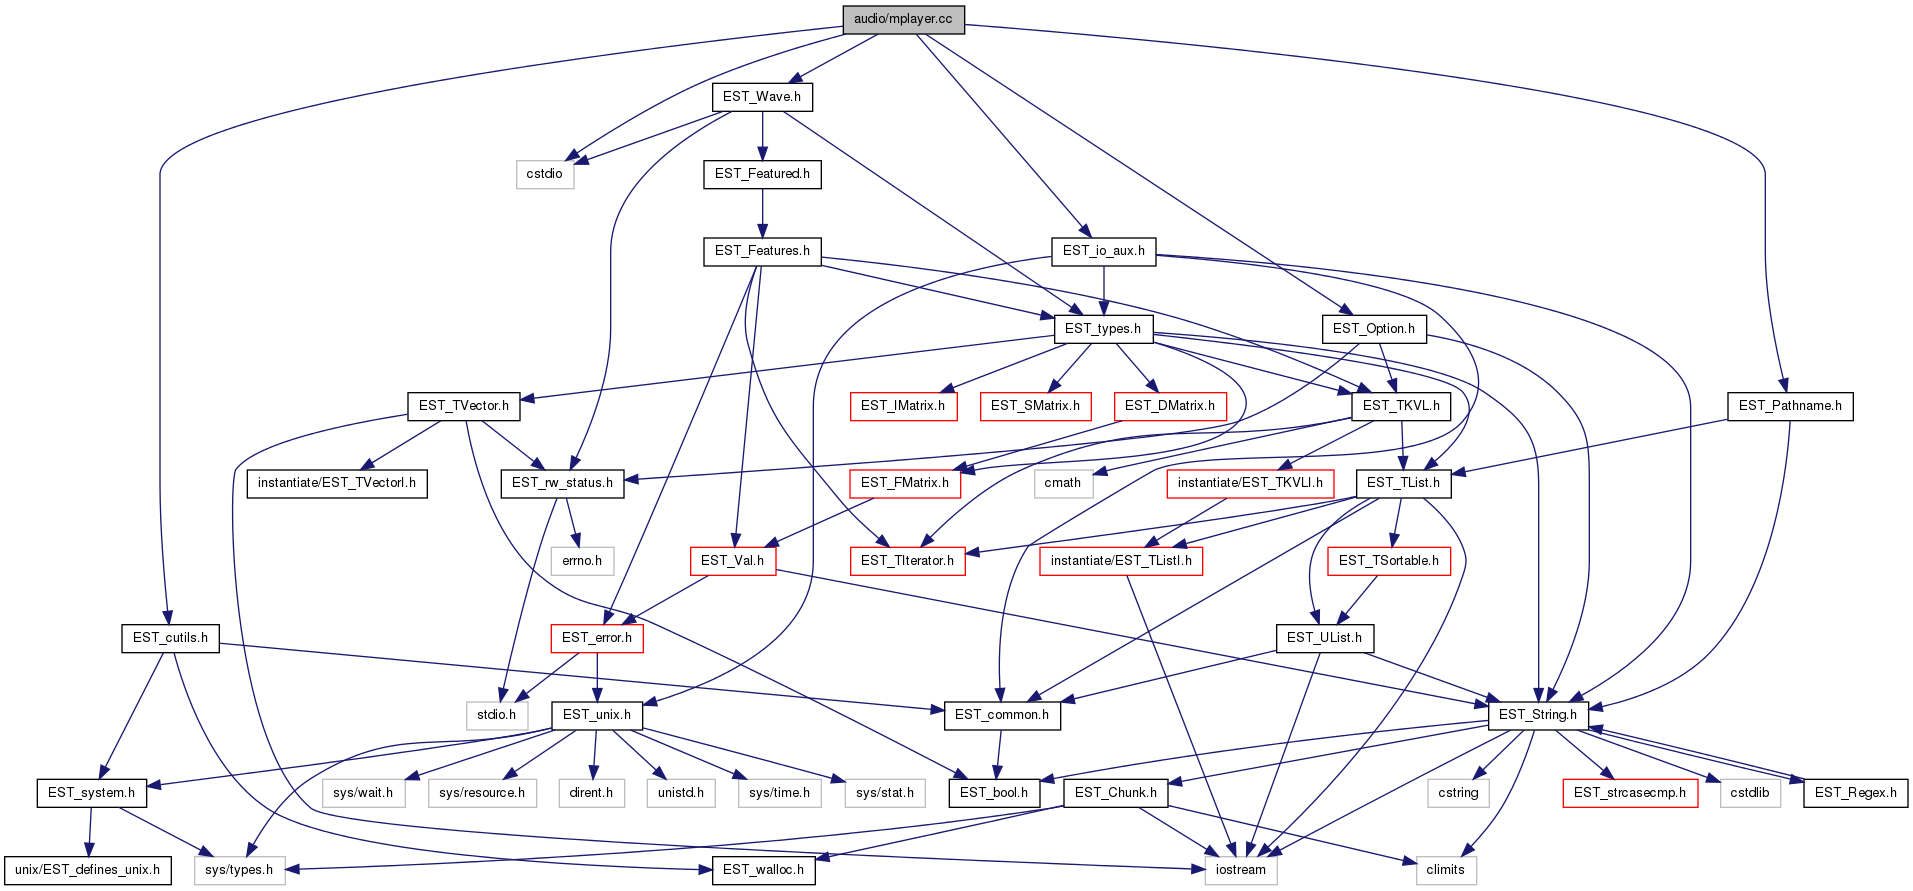 audio/mplayer.cc
EST_Wave.h
cstdio
EST_Featured.h
EST_Features.h
EST_io_aux.h
EST_types.h
EST_Option.h
EST_TVector.h
EST_IMatrix.h
EST_SMatrix.h
EST_DMatrix.h
EST_TKVL.h
EST_Pathname.h
instantiate/EST_TVectorI.h
EST_rw_status.h
EST_FMatrix.h
cmath
instantiate/EST_TKVLI.h
EST_TList.h
errno.h
EST_Val.h
EST_TIterator.h
instantiate/EST_TListI.h
EST_TSortable.h
EST_cutils.h
EST_error.h
EST_UList.h
stdio.h
EST_unix.h
EST_common.h
EST_String.h
EST_system.h
sys/wait.h
sys/resource.h
dirent.h
unistd.h
sys/time.h
sys/stat.h
EST_bool.h
EST_Chunk.h
cstring
EST_strcasecmp.h
cstdlib
EST_Regex.h
unix/EST_defines_unix.h
sys/types.h
EST_walloc.h
iostream
climits